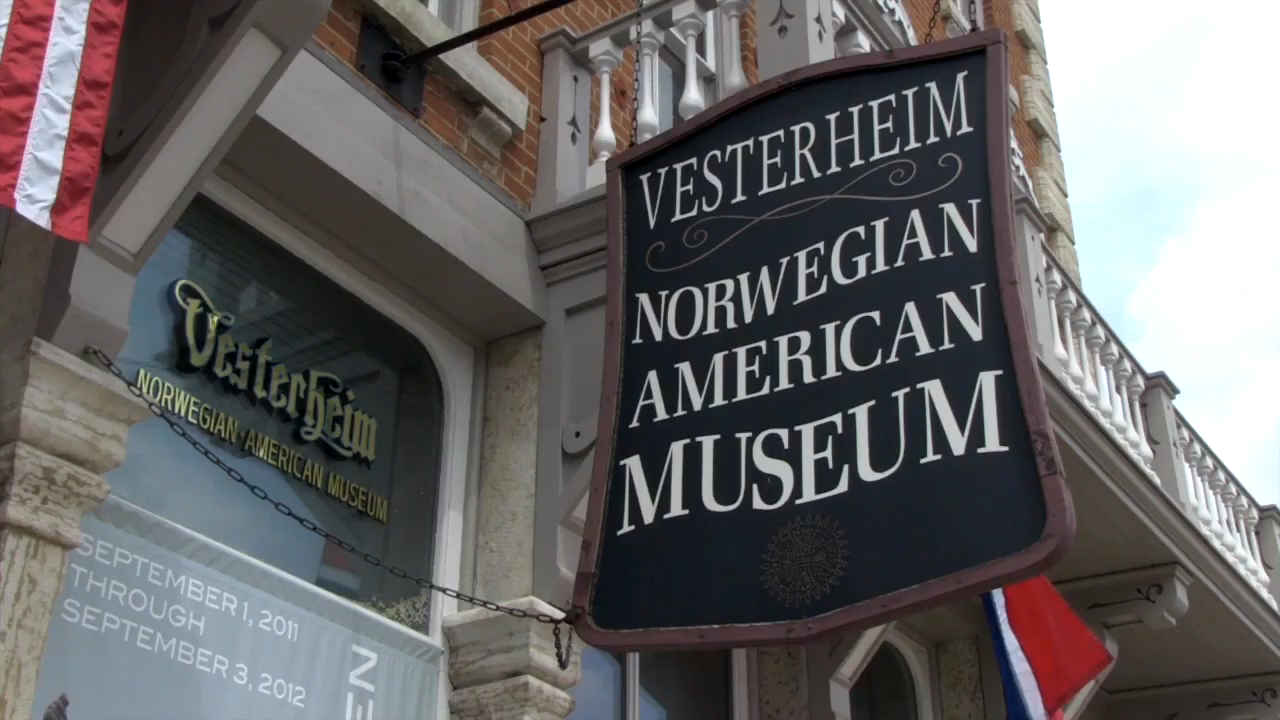 VESTERHEIM
NORWEGIAN
AMERICAN
MUSEUM
Vesterheim
NORWEGIAN-AMERICAN MUSEUM
SEPTEMBER 1, 2011
THROUGH
SEPTEMBER 3, 2012